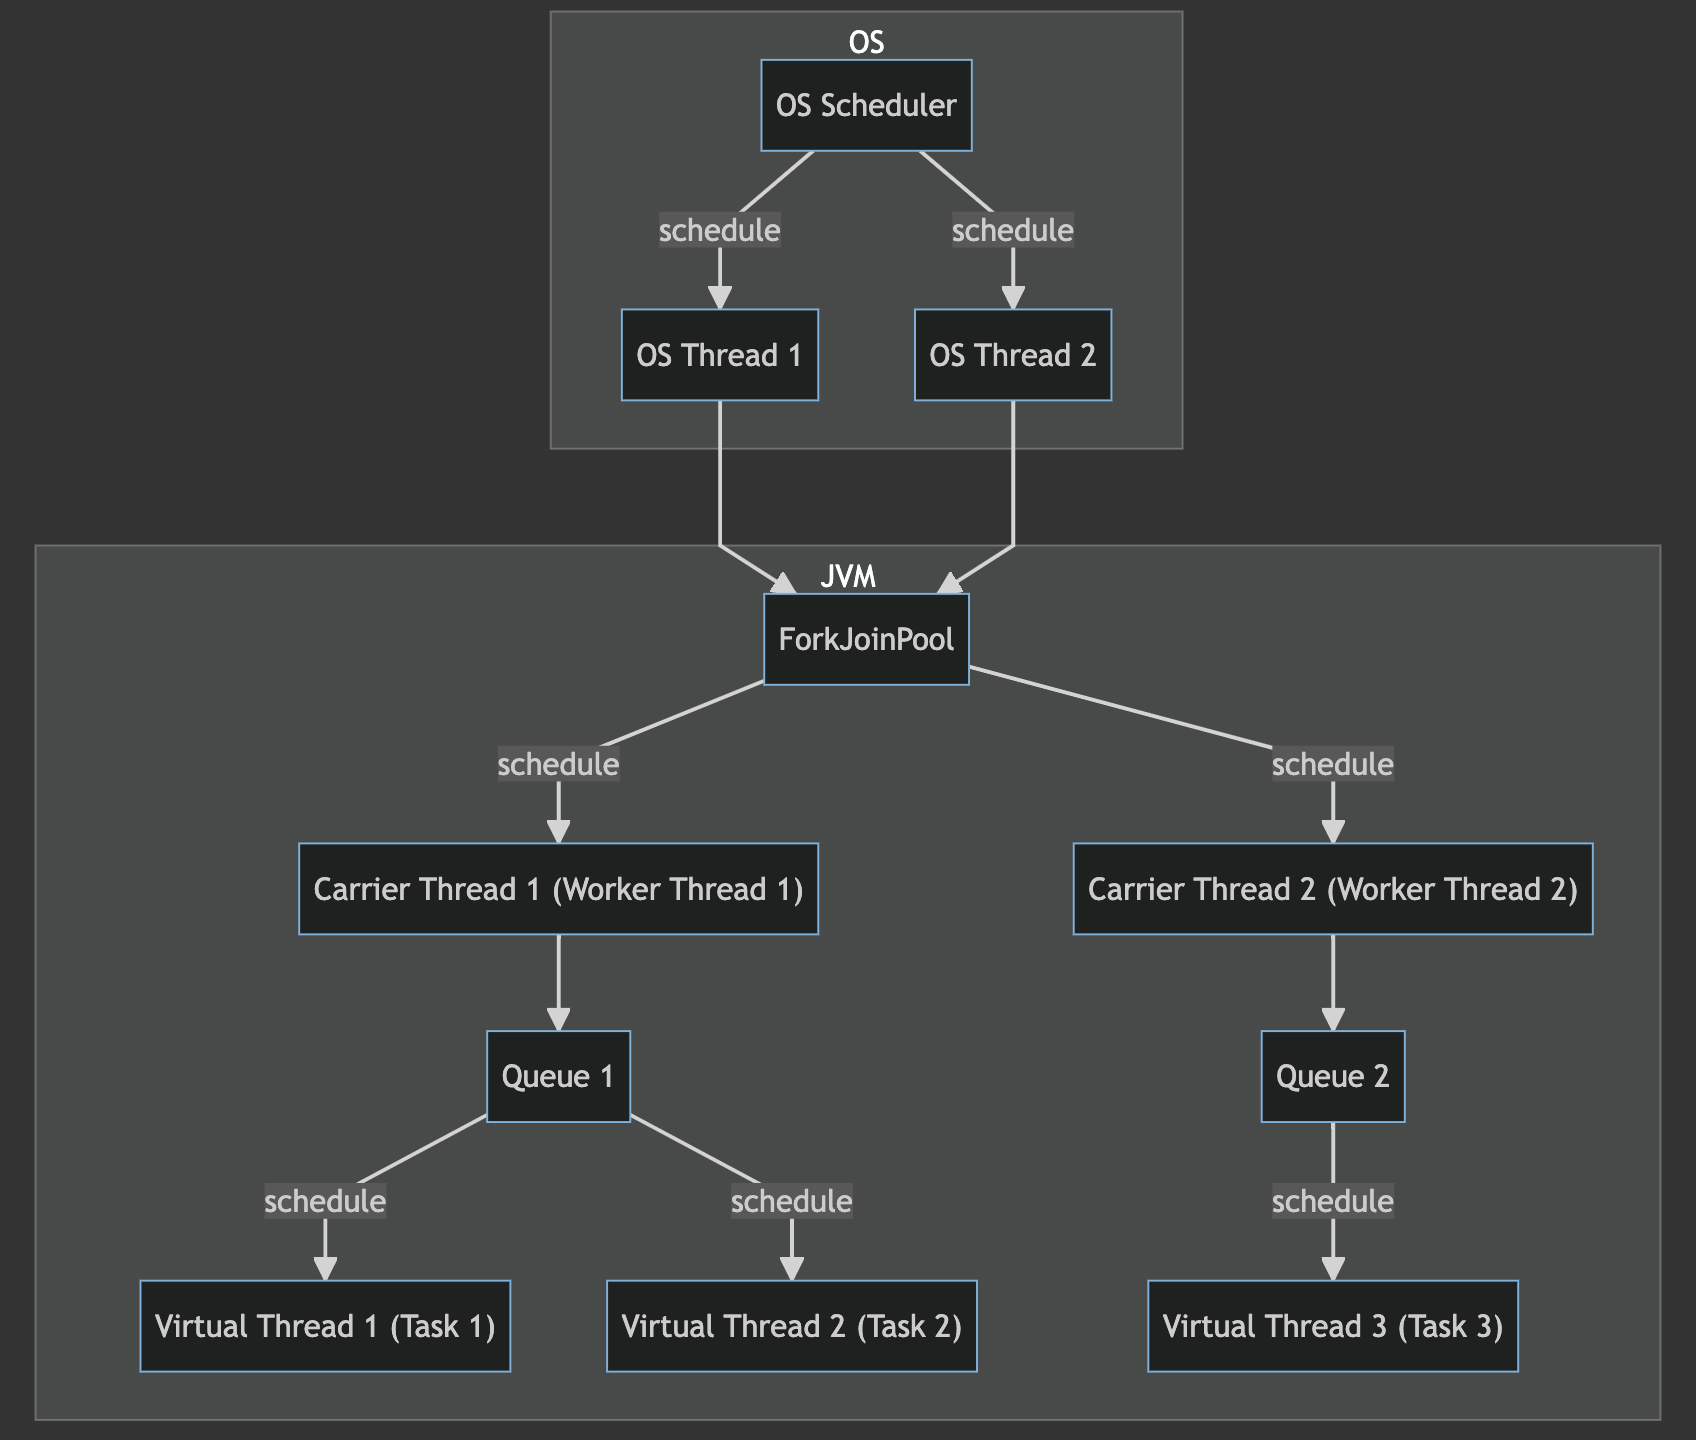 OS
OS Scheduler
schedule
schedule
OS Thread 1
OS Thread 2
JVM
ForkJoinPool
schedule
schedule
Carrier Thread 1 (Worker Thread 1)
Carrier Thread 2 (Worker Thread 2)
Queue 1
Queue 2
schedule
schedule
schedule
Virtual Thread 1 (Task 1)
Virtual Thread 2 (Task 2)
Virtual Thread 3 (Task 3)